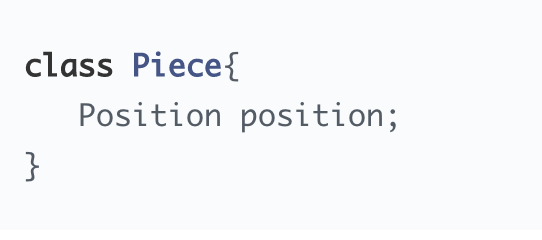 class Piece{
   Position position;
}